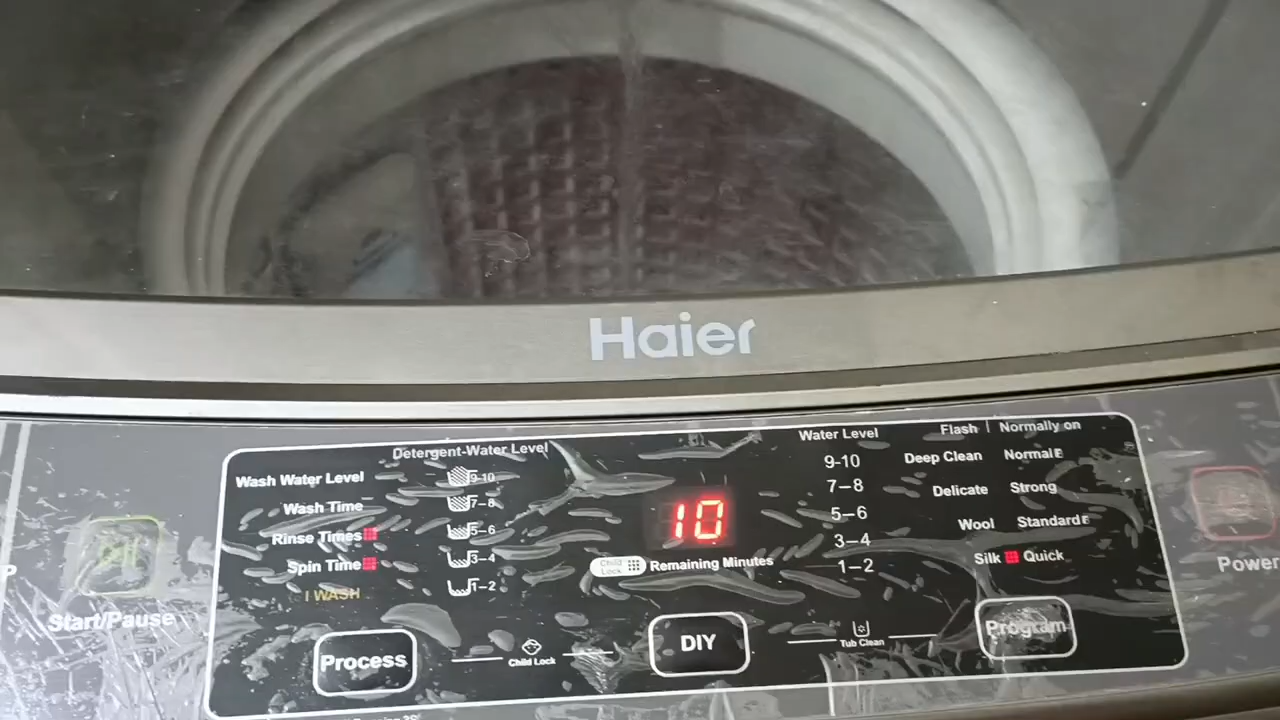 Haier
Detergent-Water Level
Wash Water Level
Wash Time
Rinse Times
Spin Time
I WASH
9-10
7-8
5-6
3-4
1-2
10
Child Lock
Remaining Minutes
Water Level
9-10
7-8
5-6
3-4
1-2
Flash | Normally on
Deep Clean Normal
Delicate Strong
Wool Standard
Silk Quick
Start/Pause
Process
Child Lock
DIY
Tub Clean
Program
Power